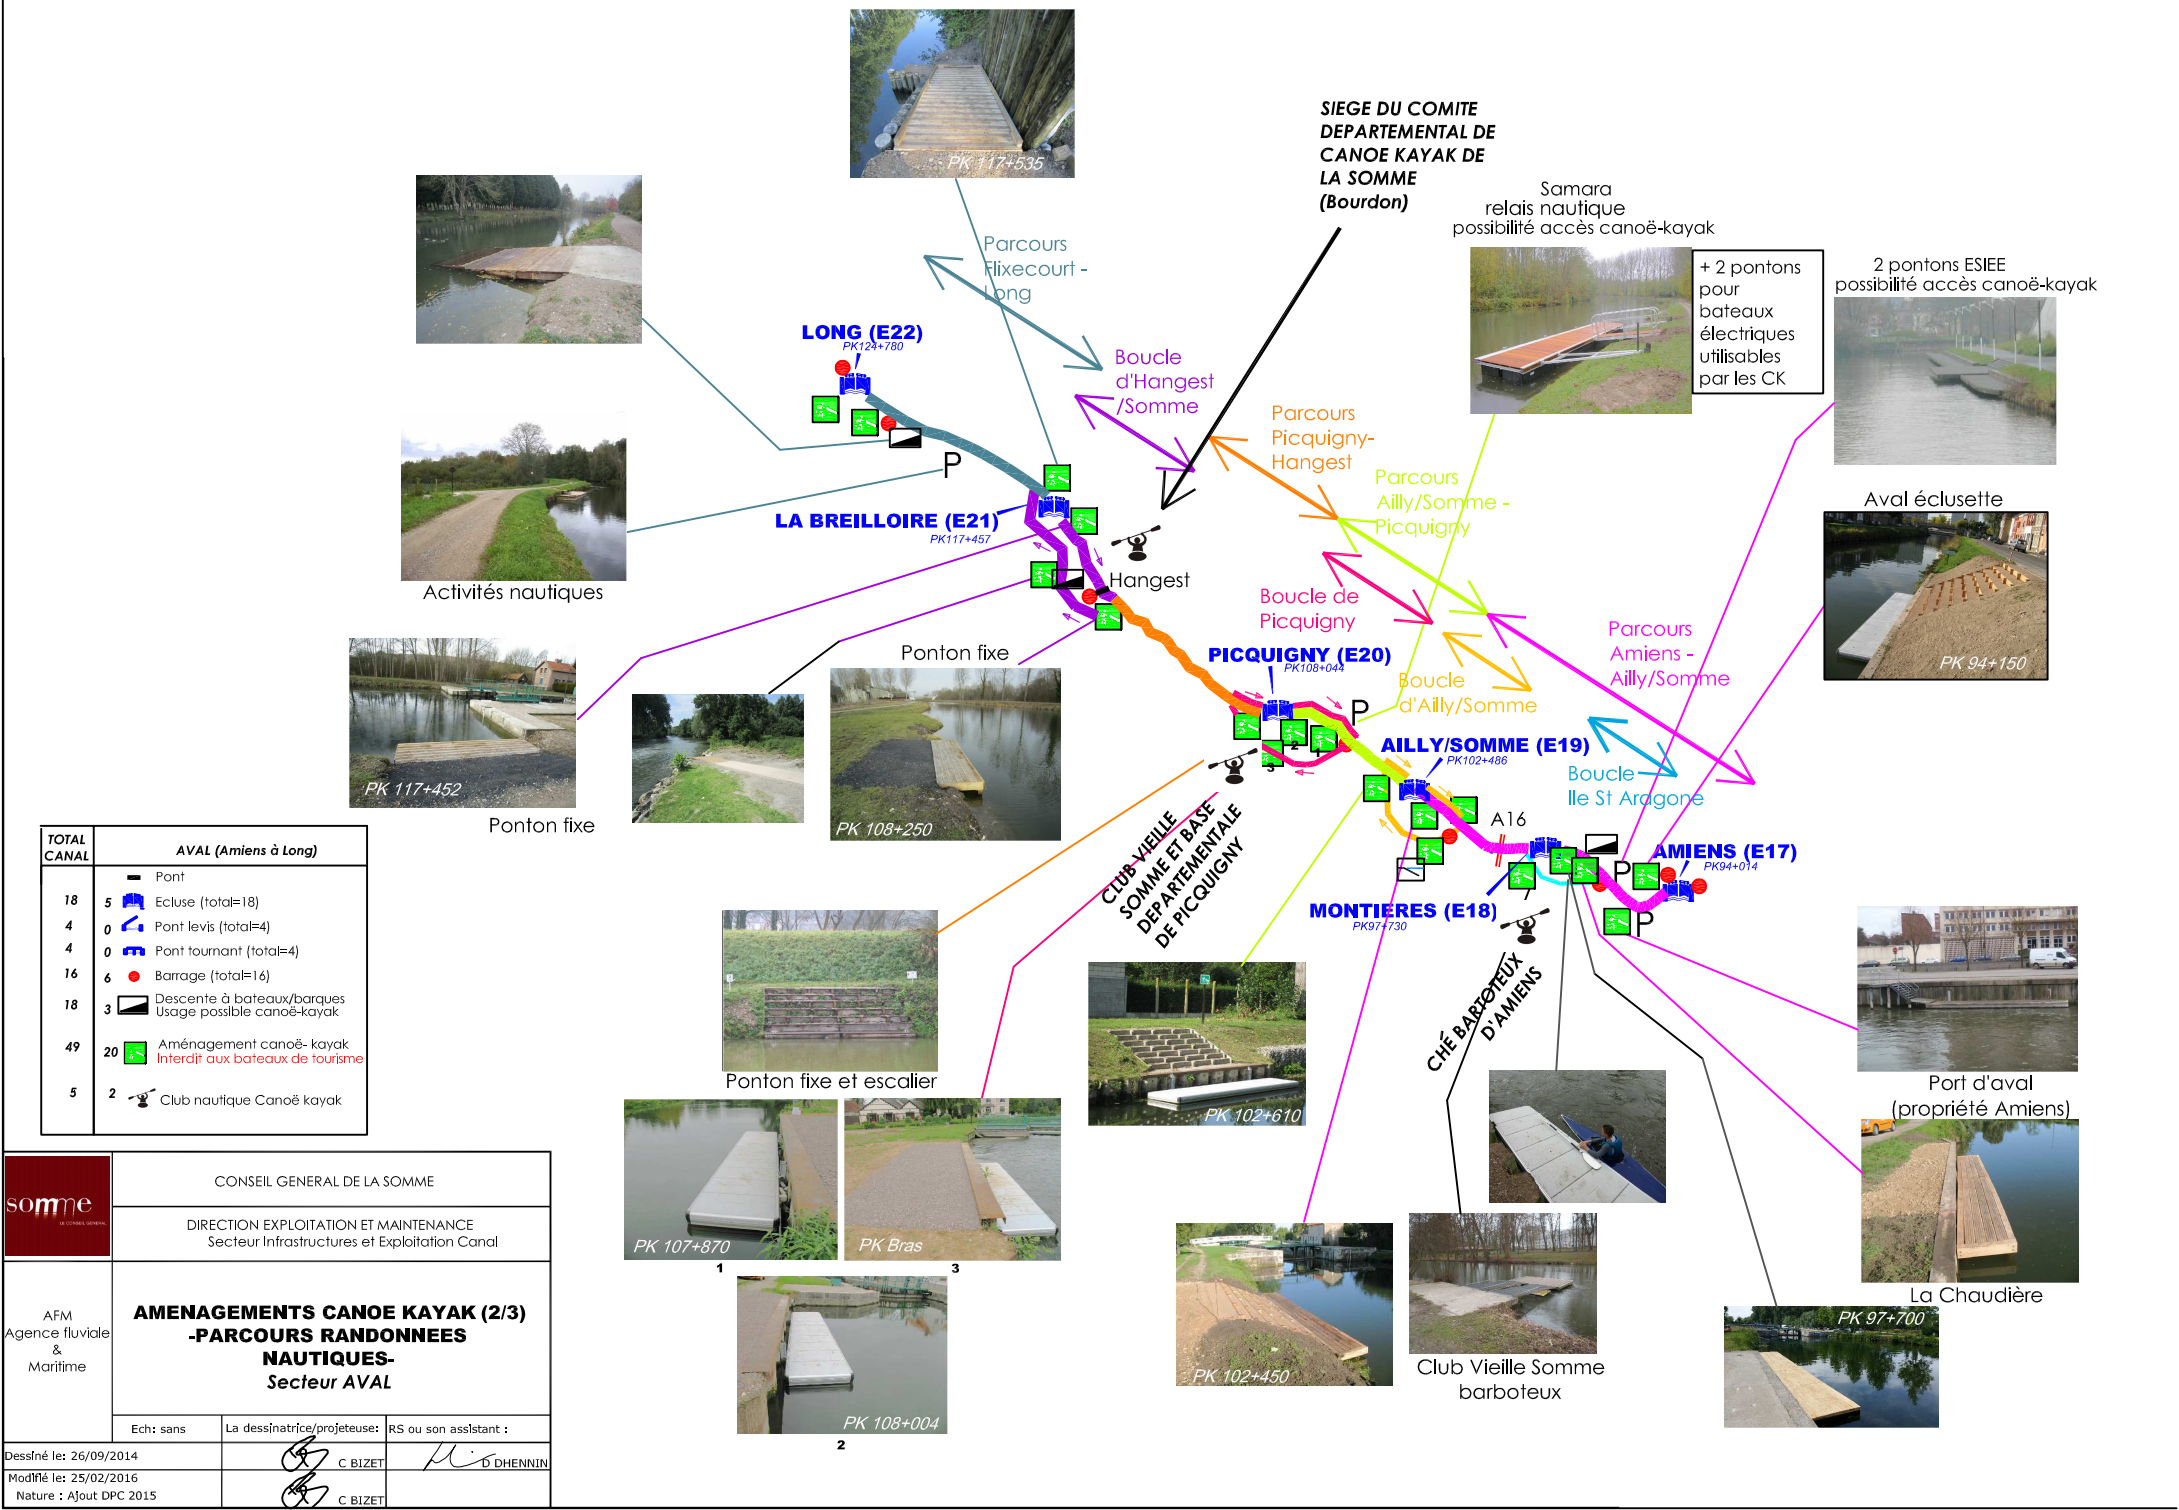 PK 117+535
SIEGE DU COMITE
DEPARTEMENTAL DE
CANOE KAYAK DE
LA SOMME
(Bourdon)
Samara
relais nautique
possibilité accès canoë-kayak
+ 2 pontons
pour
bateaux
électriques
utilisables
par les CK
2 pontons ESIEE
possibilité accès canoë-kayak
Parcours
Flixecourt -
Long
LONG (E22)
PK124+780
Boucle
d'Hangest
/Somme
Parcours
Picquigny-
Hangest
Parcours
Ailly/Somme -
Picquigny
Aval éclusette
PK 94+150
P
LA BREILLOIRE (E21)
PK117+457
Activités nautiques
Hangest
Boucle de
Picquigny
Parcours
Amiens -
Ailly/Somme
Ponton fixe
PICQUIGNY (E20)
PK108+044
Boucle
d'Ailly/Somme
P
PK 117+452
Ponton fixe
PK 108+250
2
1
3
AILLY/SOMME (E19)
PK102+486
Boucle
Ile St Aragone
A16
AMIENS (E17)
PK94+014
P
P
MONTIERES (E18)
PK97+730
CLUB VIEILLE
SOMME ET BASE
DEPARTEMENTALE
DE PICQUIGNY
CHÉ BARBOTEUX
D'AMIENS
TOTAL
CANAL
AVAL (Amiens à Long)
Pont
18 5 Ecluse (total=18)
4 0 Pont levis (total=4)
4 0 Pont tournant (total=4)
16 6 Barrage (total=16)
18 3 Descente à bateaux/barques
Usage possible canoë-kayak
49 20 Aménagement canoë- kayak
Interdit aux bateaux de tourisme
5 2 Club nautique Canoë kayak
Ponton fixe et escalier
PK 107+870
1
PK Bras
3
PK 108+004
2
PK 102+610
PK 102+450
Club Vieille Somme
barboteux
Port d'aval
(propriété Amiens)
La Chaudière
PK 97+700
somme
LE CONSEIL GENERAL
CONSEIL GENERAL DE LA SOMME
DIRECTION EXPLOITATION ET MAINTENANCE
Secteur Infrastructures et Exploitation Canal
AFM
Agence fluviale
&
Maritime
AMENAGEMENTS CANOE KAYAK (2/3)
-PARCOURS RANDONNEES
NAUTIQUES-
Secteur AVAL
Ech: sans
La dessinatrice/projeteuse:
RS ou son assistant :
Dessiné le: 26/09/2014
C BIZET
D DHENNIN
Modifié le: 25/02/2016
Nature : Ajout DPC 2015
C BIZET